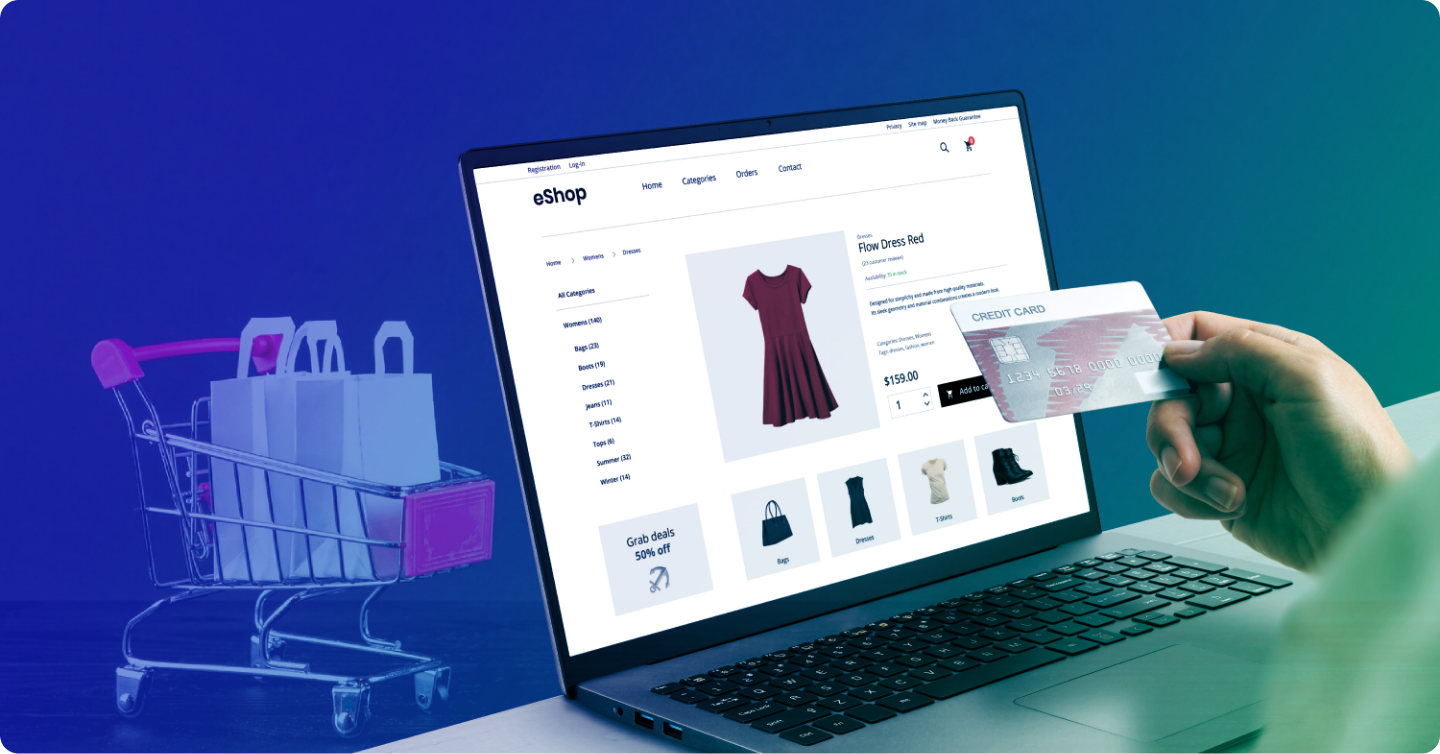 Registration Log-in
Privacy Site map Money Back Guarantee
eShop
Home Categories Orders Contact
Home > Womens > Dresses
All Categories
Womens (140)
Bags (23)
Boots (19)
Dresses (21)
Jeans (11)
T-Shirts (14)
Tops (6)
Summer (32)
Winter (14)
Dresses
Flow Dress Red
(23 customer reviews)
Availability: 15 in stock
Designed for simplicity and made from high quality materials.
Its sleek geometry and material combinations creates a modern look.
Categories: Dresses, Womens
Tags: dresses, fashion, women
$159.00
1
Add to ca
CREDIT CARD
1234 5678 0000 0000
03/29
Grab deals
50% off
Bags
Dresses
T-Shirts
Boots